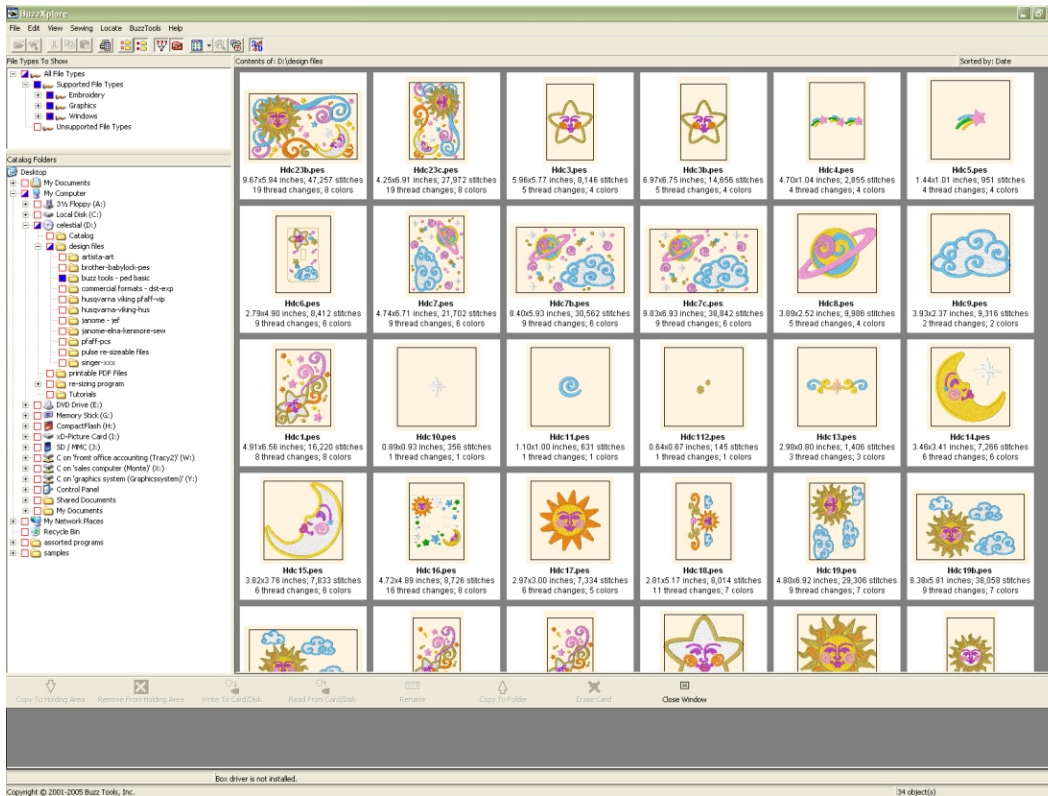 BuzzXplore
File Edit View Sewing Locate BuzzTools Help
File Types To Show
All File Types
Supported File Types
Embroidery
Graphics
Windows
Unsupported File Types
Catalog Folders
Desktop
My Documents
My Computer
3½ Floppy (A:)
Local Disk (C:)
celestial (D:)
Catalog
design files
artista-art
brother-babylock-pes
buzz tools - ped basic
commercial formats - dst-exp
husqvarna viking pfaff-vip
husqvarna-viking-hus
janome - jef
janome-elna-kenmore-sew
pfaff-pcs
pulse re-sizeable files
singer-xxx
printable PDF Files
re-sizing program
Tutorials
DVD Drive (E:)
Memory Stick (G:)
CompactFlash (H:)
xD-Picture Card (I:)
SD / MMC (J:)
C on 'front office accounting (Tracy2)' (W:)
C on 'sales computer (Monte)' (X:)
C on 'graphics system (Graphicssystem)' (Y:)
Control Panel
Shared Documents
My Documents
My Network Places
Recycle Bin
assorted programs
samples
Contents of: D:\design files Sorted by: Date
Hdc23b.pes Hdc23c.pes Hdc3.pes Hdc3b.pes Hdc4.pes Hdc5.pes
9.67x5.94 inches; 47,257 stitches 4.25x6.91 inches; 27,972 stitches 5.96x5.77 inches; 8,146 stitches 6.97x6.75 inches; 14,656 stitches 4.70x1.04 inches; 2,855 stitches 1.44x1.01 inches; 951 stitches
19 thread changes; 8 colors 19 thread changes; 8 colors 5 thread changes; 4 colors 5 thread changes; 4 colors 4 thread changes; 4 colors 4 thread changes; 4 colors
Hdc6.pes Hdc7.pes Hdc7b.pes Hdc7c.pes Hdc8.pes Hdc9.pes
2.79x4.90 inches; 8,412 stitches 4.74x6.71 inches; 21,702 stitches 8.40x5.93 inches; 30,562 stitches 9.83x6.93 inches; 38,842 stitches 3.89x2.52 inches; 9,986 stitches 3.93x2.37 inches; 9,316 stitches
9 thread changes; 6 colors 9 thread changes; 6 colors 9 thread changes; 6 colors 9 thread changes; 6 colors 5 thread changes; 4 colors 2 thread changes; 2 colors
Hdc1.pes Hdc10.pes Hdc11.pes Hdc112.pes Hdc13.pes Hdc14.pes
4.91x6.56 inches; 16,220 stitches 0.89x0.93 inches; 356 stitches 1.10x1.00 inches; 631 stitches 0.64x0.67 inches; 145 stitches 2.98x0.80 inches; 1,406 stitches 3.46x3.41 inches; 7,266 stitches
8 thread changes; 8 colors 1 thread changes; 1 colors 1 thread changes; 1 colors 1 thread changes; 1 colors 3 thread changes; 3 colors 6 thread changes; 6 colors
Hdc15.pes Hdc16.pes Hdc17.pes Hdc18.pes Hdc19.pes Hdc19b.pes
3.82x3.76 inches; 7,833 stitches 4.72x4.89 inches; 8,726 stitches 2.97x3.00 inches; 7,334 stitches 2.81x5.17 inches; 8,014 stitches 4.80x6.92 inches; 29,306 stitches 8.38x5.81 inches; 38,058 stitches
6 thread changes; 6 colors 16 thread changes; 8 colors 6 thread changes; 5 colors 11 thread changes; 7 colors 9 thread changes; 7 colors 9 thread changes; 7 colors
Copy To Holding Area Remove From Holding Area Write To Card/Disk Read From Card/Disk Rename Copy To Folder Erase Card Close Window
Box driver is not installed.
Copyright © 2001-2005 Buzz Tools, Inc. 34 object(s)